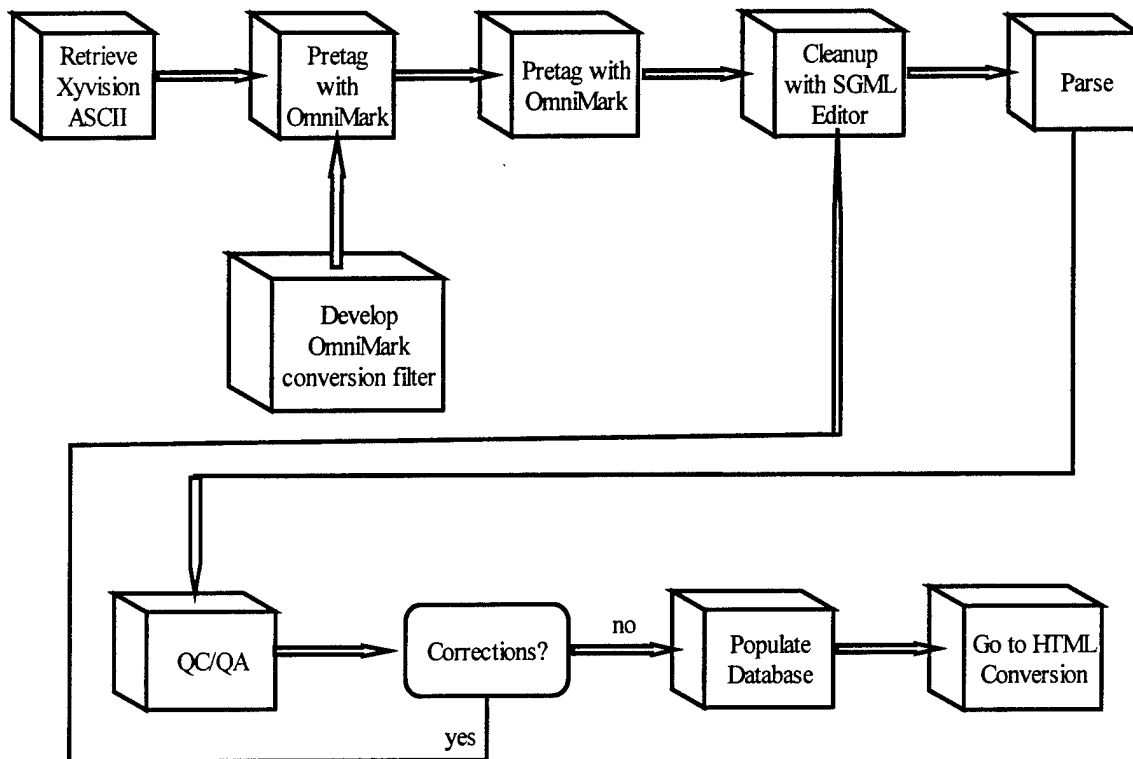 Retrieve
Xyvision
ASCII
Pretag
with
OmniMark
Pretag with
OmniMark
Cleanup
with SGML
Editor
Parse
Develop
OmniMark
conversion filter
QC/QA
Corrections?
no
yes
Populate
Database
Go to HTML
Conversion